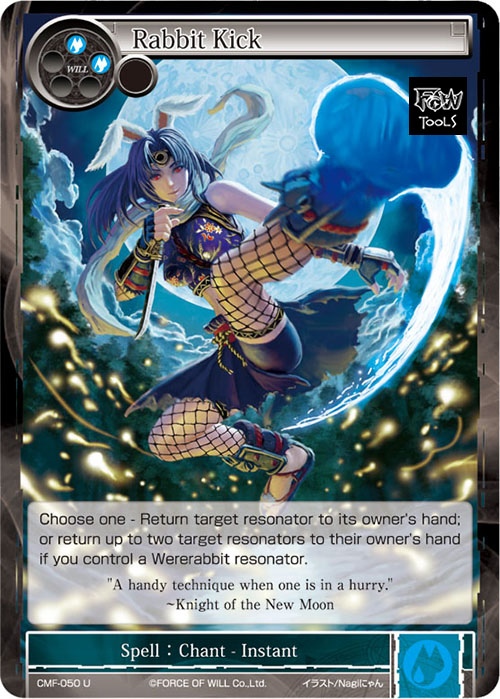 Rabbit Kick
WILL
FOW
TOOLS
Choose one - Return target resonator to its owner's hand;
or return up to two target resonators to their owner's hand
if you control a Wererabbit resonator.
"A handy technique when one is in a hurry."
~Knight of the New Moon
Spell : Chant - Instant
CMF-050 U ©FORCE OF WILL Co.,Ltd. イラスト/Nagiにゃん